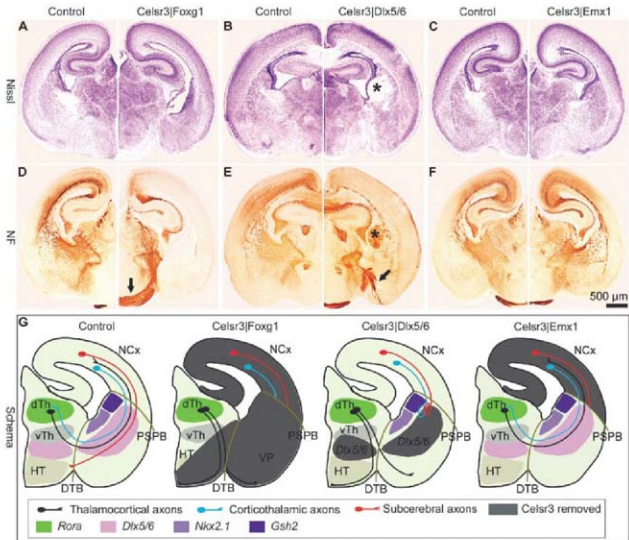 Control Celsr3|Foxg1 Control Celsr3|Dlx5/6 Control Celsr3|Emx1
A B C
Nissl
*
D E F
NF
*
500 µm
G Control Celsr3|Foxg1 Celsr3|Dlx5/6 Celsr3|Emx1
Schema
NCx NCx NCx NCx
dTh dTh dTh dTh
vTh vTh vTh vTh
PSPB PSPB PSPB PSPB
HT HT VP Dlx5/6 Dlx5/6 HT
DTB DTB DTB DTB
Thalamocortical axons Corticothalamic axons Subcerebral axons Celsr3 removed
Rora Dlx5/6 Nkx2.1 Gsh2